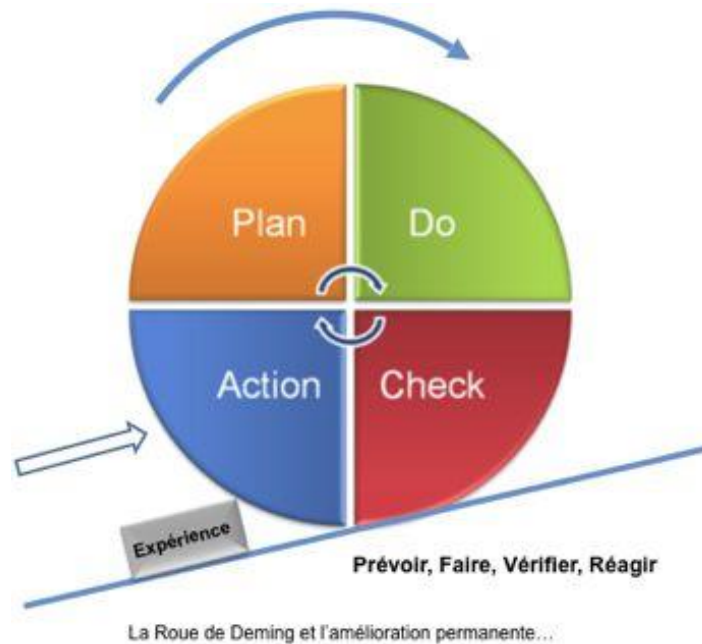 Plan
Do
Action
Check
Expérience
Prévoir, Faire, Vérifier, Réagir
La Roue de Deming et l'amélioration permanente...